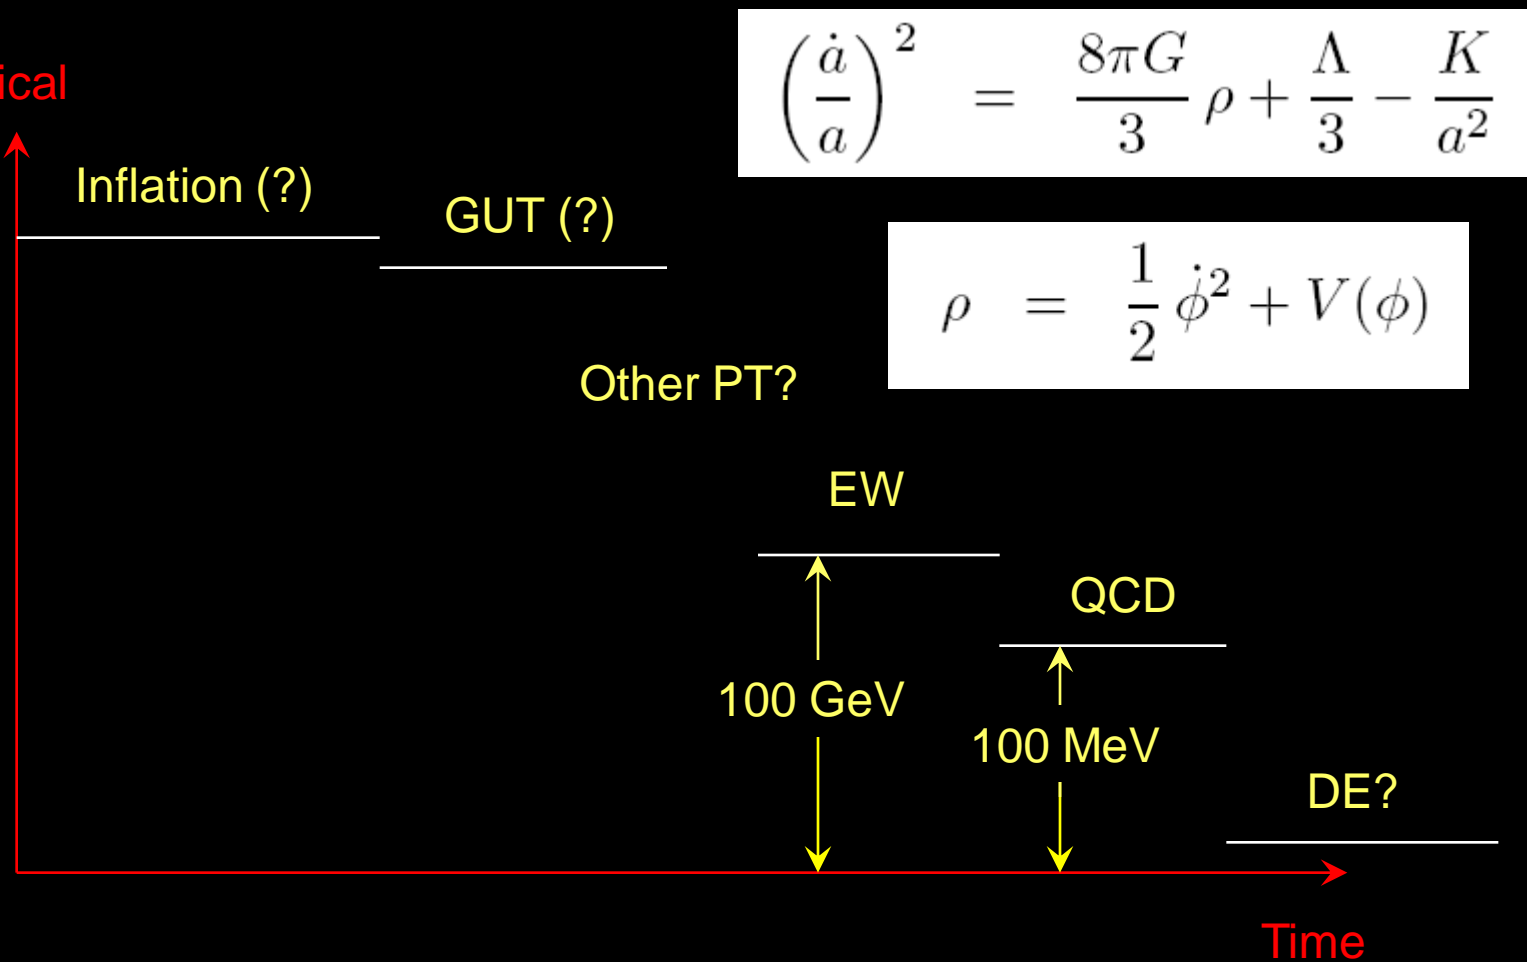 (ȧ/a)² = 8πG/3 ρ + Λ/3 − K/a²
Inflation (?)
GUT (?)
ρ = 1/2 φ̇² + V(φ)
Other PT?
EW
QCD
100 GeV
100 MeV
DE?
Time